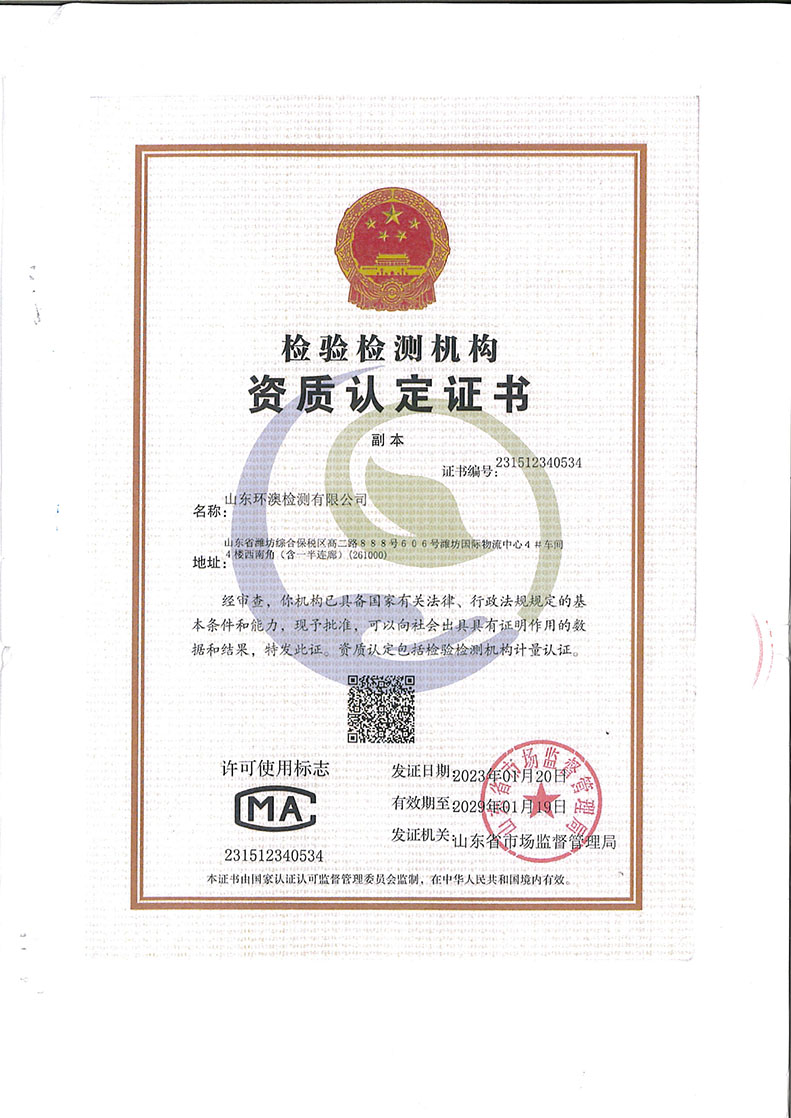 检验检测机构
资质认定证书
副本
证书编号：231512340534
名称：山东环澳检测有限公司
地址：山东省潍坊综合保税区高二路888号606号潍坊国际物流中心4#车间
4楼西南角（含一半连廊）(261000)
经审查，你机构已具备国家有关法律、行政法规规定的基
本条件和能力，现予批准，可以向社会出具具有证明作用的数
据和结果，特发此证。资质认定包括检验检测机构计量认证。
许可使用标志
MA
231512340534
发证日期：2023年01月20日
有效期至：2029年01月19日
发证机关：山东省市场监督管理局
山东省市场监督管理局
本证书由国家认证认可监督管理委员会监制，在中华人民共和国境内有效。